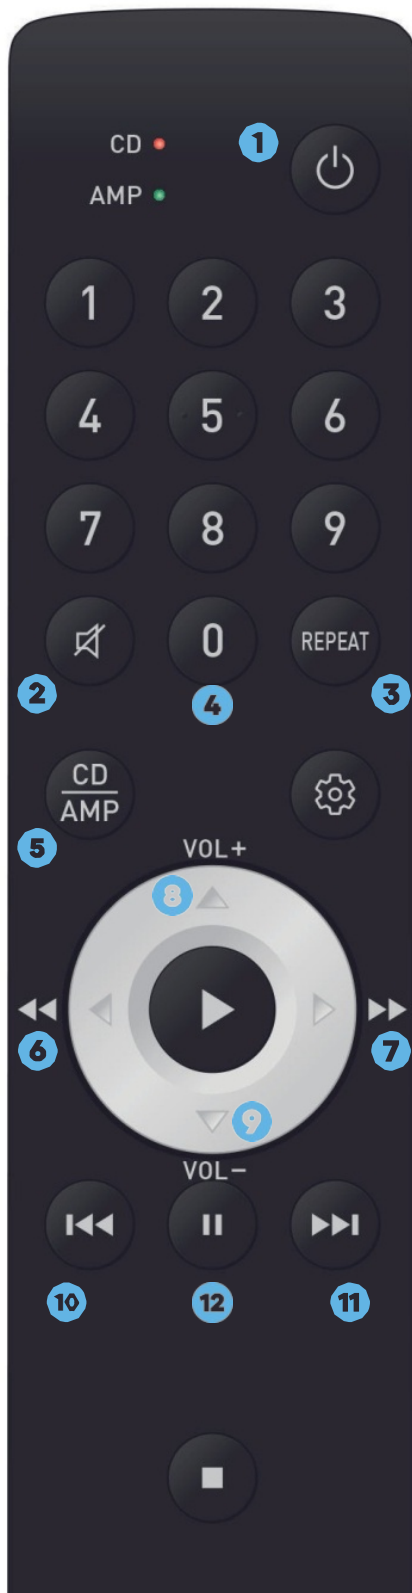 CD 1
AMP
1 2 3
4 5 6
7 8 9
0 REPEAT
2 4 3
CD
AMP
5 VOL+
8
6 7
9
VOL-
10 12 11